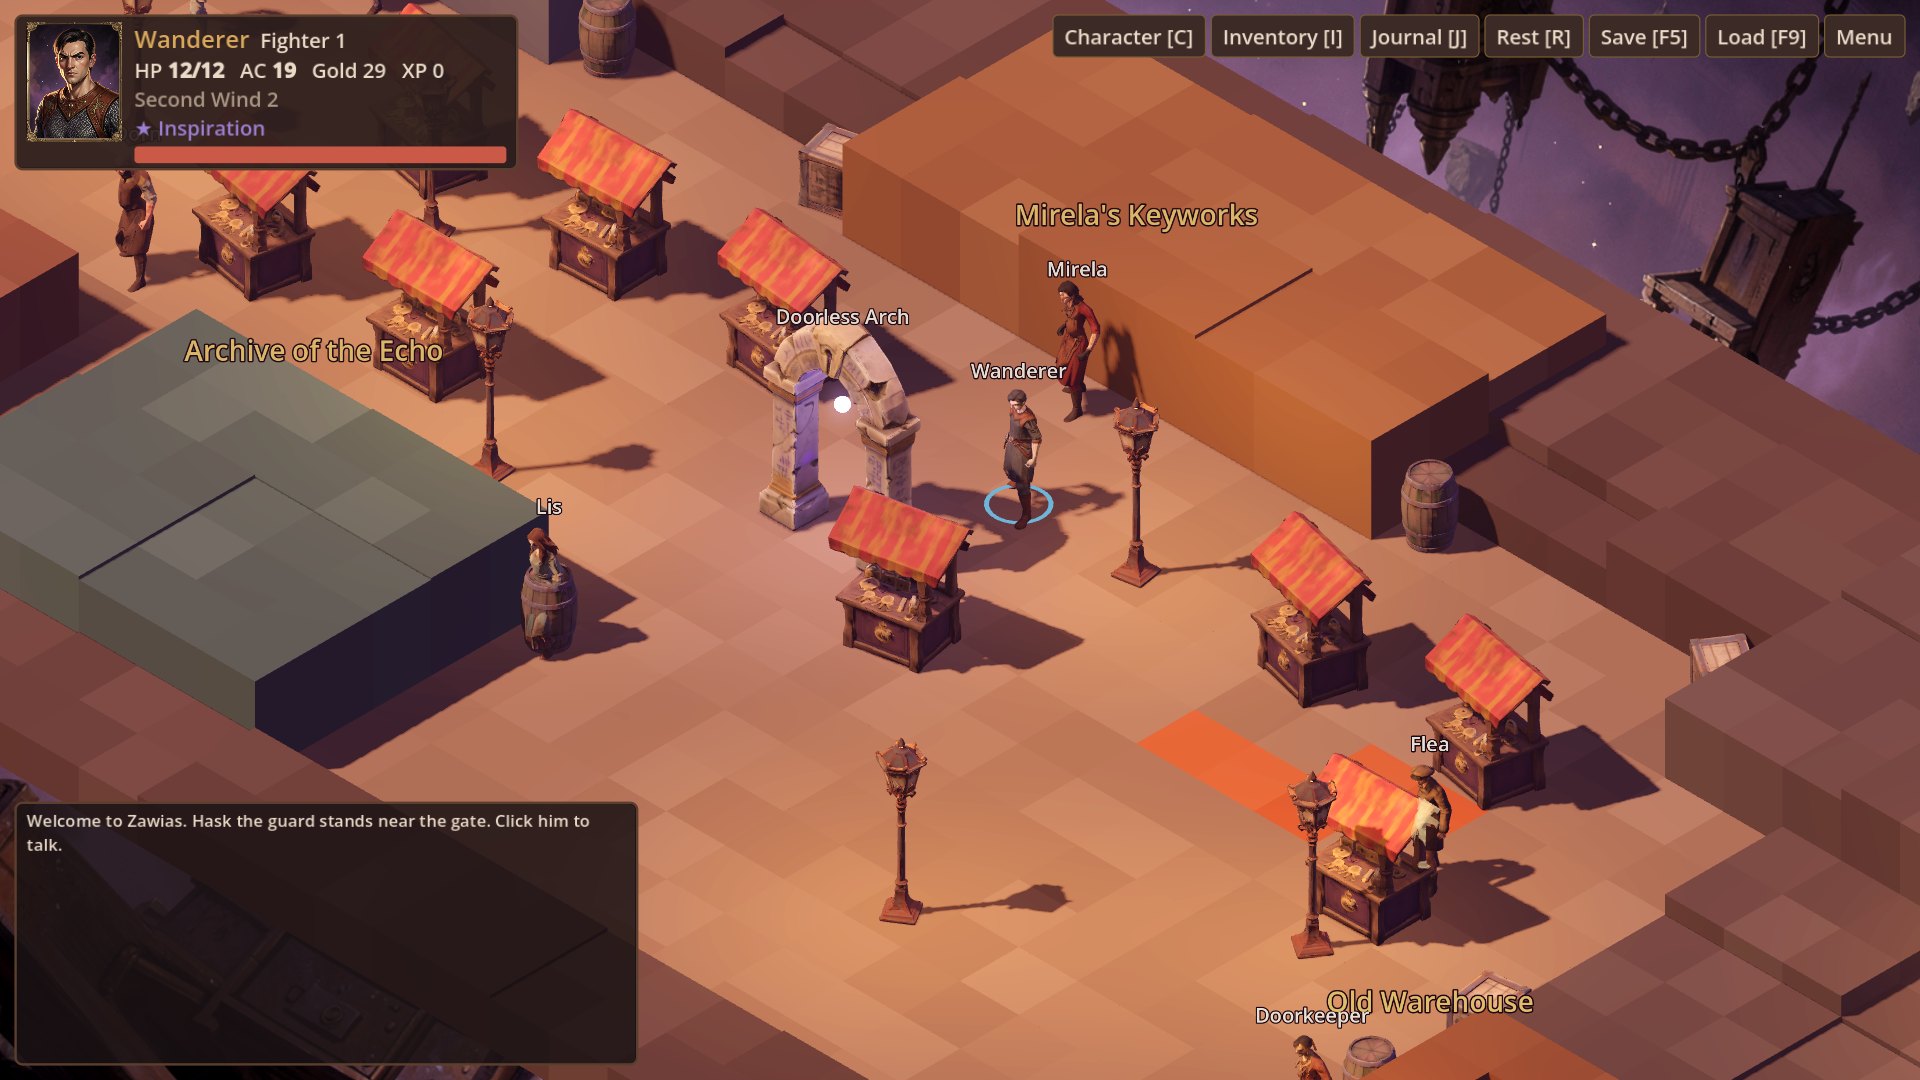 Wanderer Fighter 1
HP 12/12 AC 19 Gold 29 XP 0
Second Wind 2
★ Inspiration
Character [C] Inventory [I] Journal [J] Rest [R] Save [F5] Load [F9] Menu
Mirela's Keyworks
Mirela
Doorless Arch
Archive of the Echo
Wanderer
Lis
Flea
Welcome to Zawias. Hask the guard stands near the gate. Click him to
talk.
Old Warehouse
Doorkeeper